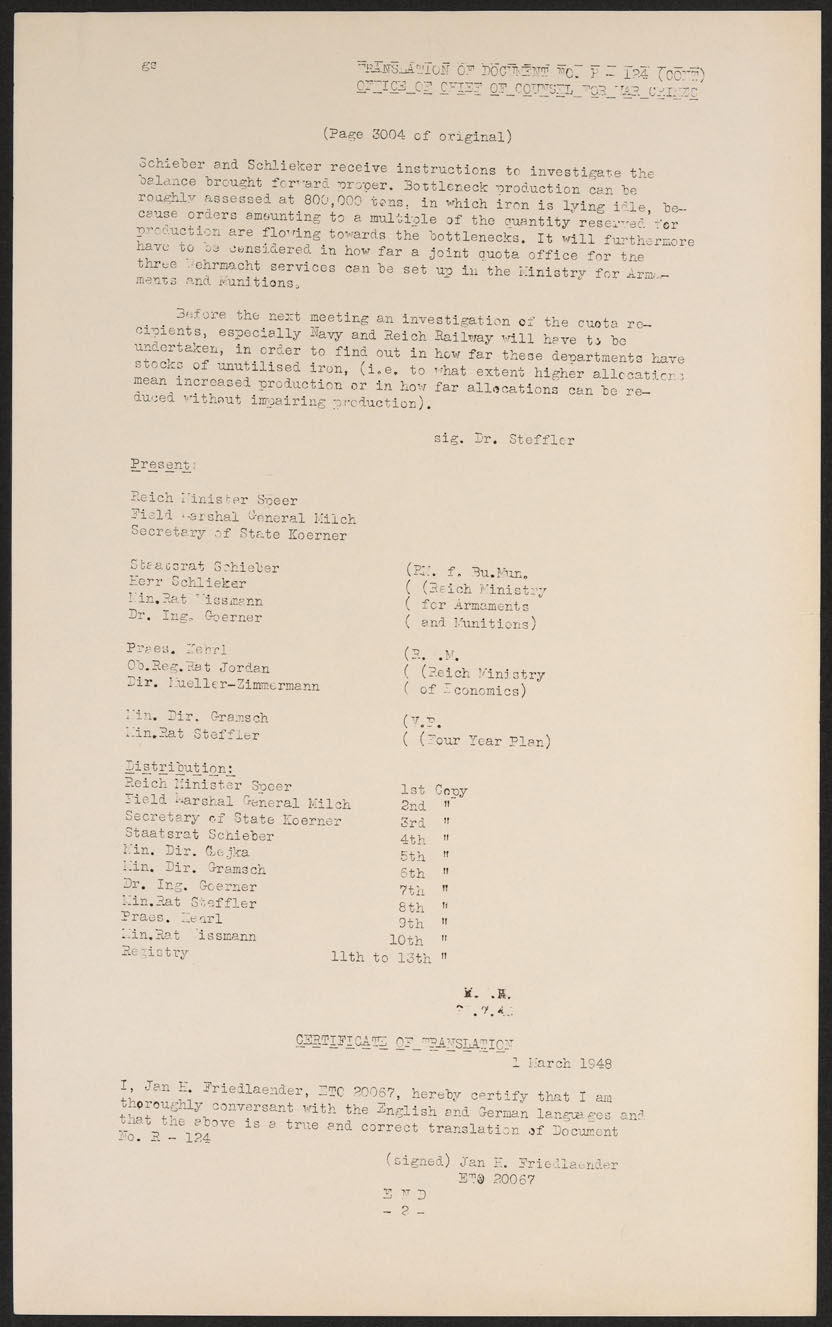 gs
TRANSLATION OF DOCUMENT No. R - 124 (CONT)
OFFICE OF CHIEF OF COUNSEL FOR WAR CRIMES
(Page 3004 of original)
Schieber and Schlieker receive instructions to investigate the
balance brought forward proper. Bottleneck production can be
roughly assessed at 800,000 tons, in which iron is lying idle, be-
cause orders amounting to a multiple of the quantity reserved for
production are flowing towards the bottlenecks. It will furthermore
have to be considered in how far a joint quota office for the
three Wehrmacht services can be set up in the Ministry for Arma-
ments and Munitions.
Before the next meeting an investigation of the quota re-
cipients, especially Navy and Reich Railway will have to be
undertaken, in order to find out in how far these departments have
stocks of unutilised iron, (i.e. to what extent higher allocations
mean increased production or in how far allocations can be re-
duced without impairing production).
sig. Dr. Steffler
Present:
Reich Minister Speer
Field Marshal General Milch
Secretary of State Koerner
Staatsrat Schieber (RM. f. Bu.Mun.
Herr Schlieker ( (Reich Ministry
Min.Rat Wissmann ( for Armaments
Dr. Ing. Goerner ( and Munitions)
Praes. Kehrl (R. .M.
Ob.Reg.Rat Jordan ( (Reich Ministry
Dir. Mueller-Zimmermann ( of Economics)
Min. Dir. Gramsch (V.P.
Min.Rat Steffler ( (Four Year Plan)
Distribution:
Reich Minister Speer 1st Copy
Field Marshal General Milch 2nd "
Secretary of State Koerner 3rd "
Staatsrat Schieber 4th "
Min. Dir. Czejka 5th "
Min. Dir. Gramsch 6th "
Dr. Ing. Goerner 7th "
Min.Rat Steffler 8th "
Praes. Kearl 9th "
Min.Rat Wissmann 10th "
Registry 11th to 13th "
CERTIFICATE OF TRANSLATION
1 March 1948
I, Jan H. Friedlaender, ETO 20067, hereby certify that I am
thoroughly conversant with the English and German languages and
that the above is a true and correct translation of Document
No. R - 124
(signed) Jan H. Friedlaender
ETO 20067
E N D
- 2 -